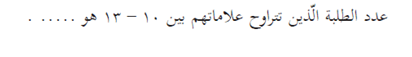 عدد الطلبة الّذين تتراوح علاماتهم بين ١٠ – ١٣ هو ..... .